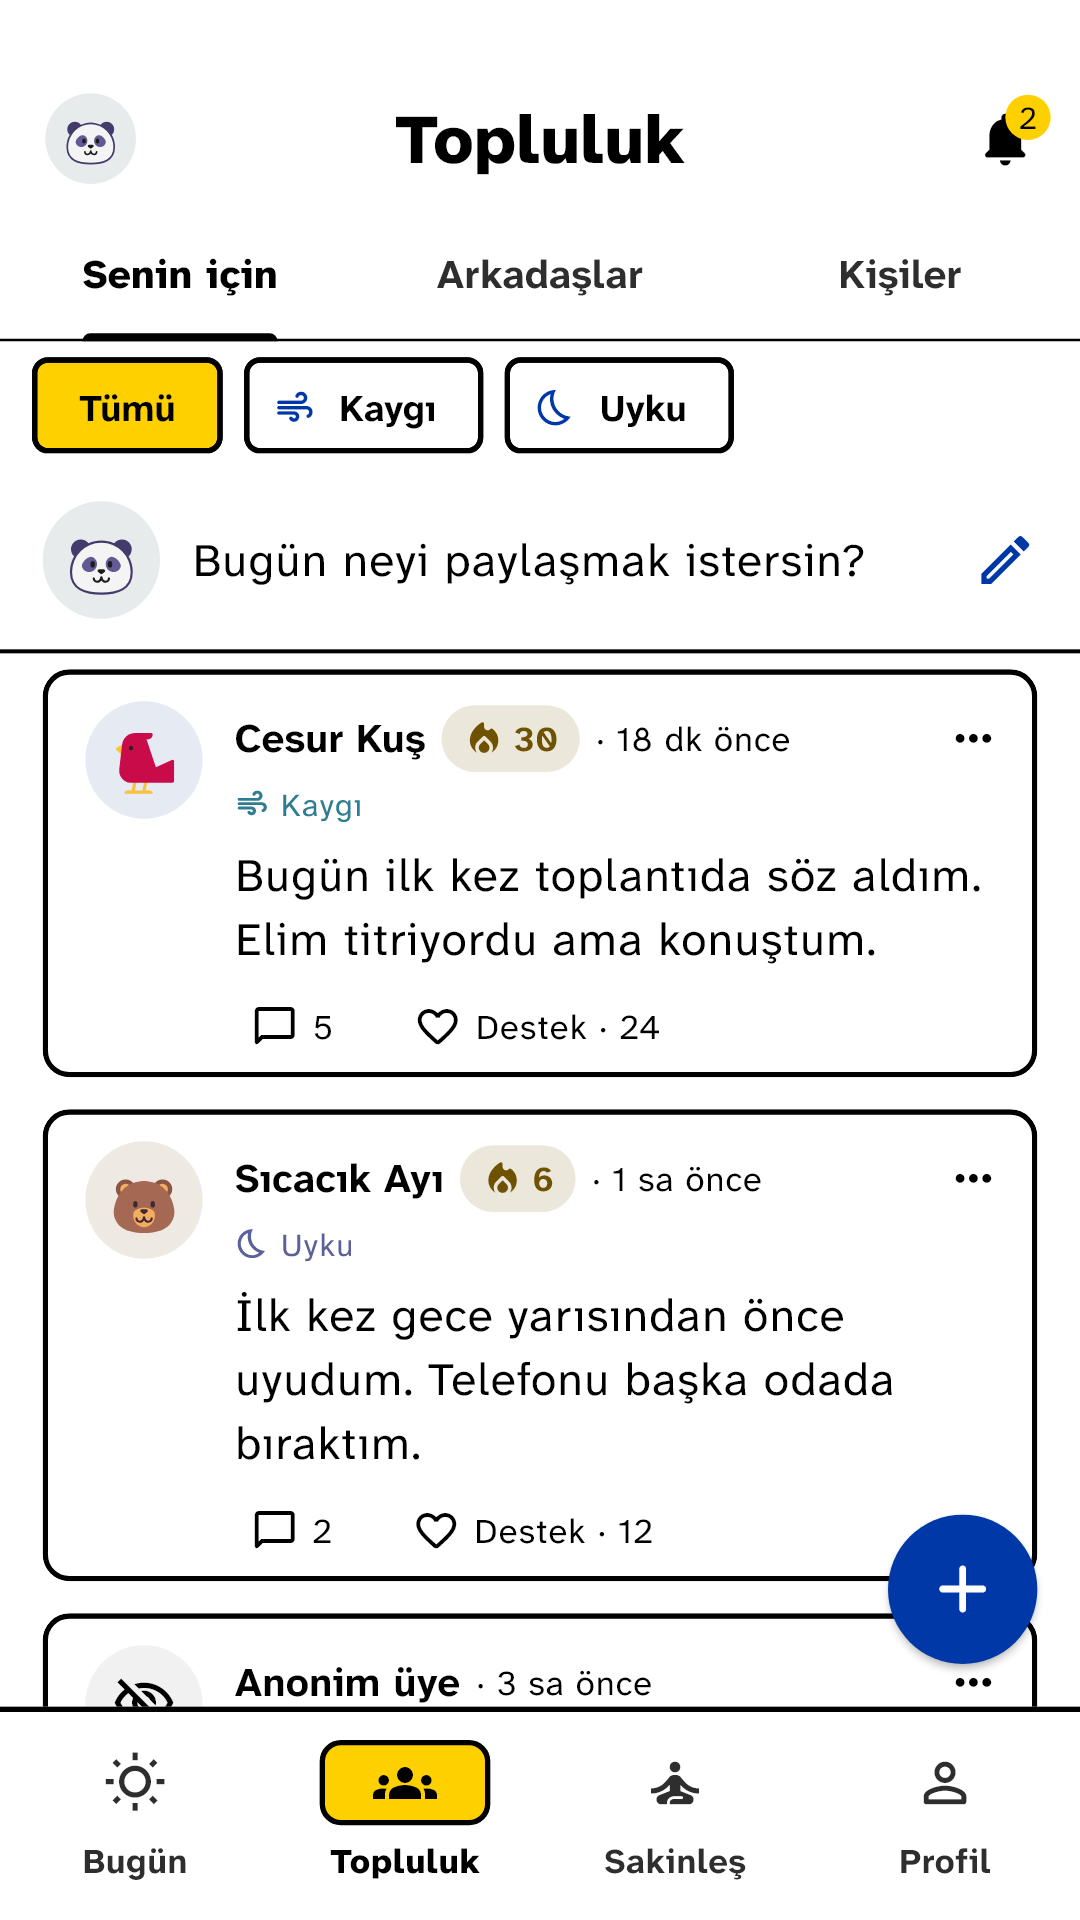 Topluluk
2
Senin için
Arkadaşlar
Kişiler
Tümü
Kaygı
Uyku
Bugün neyi paylaşmak istersin?
Cesur Kuş 30 · 18 dk önce
Kaygı
Bugün ilk kez toplantıda söz aldım.
Elim titriyordu ama konuştum.
5 Destek · 24
Sıcacık Ayı 6 · 1 sa önce
Uyku
İlk kez gece yarısından önce
uyudum. Telefonu başka odada
bıraktım.
2 Destek · 12
Anonim üye · 3 sa önce
Bugün
Topluluk
Sakinleş
Profil